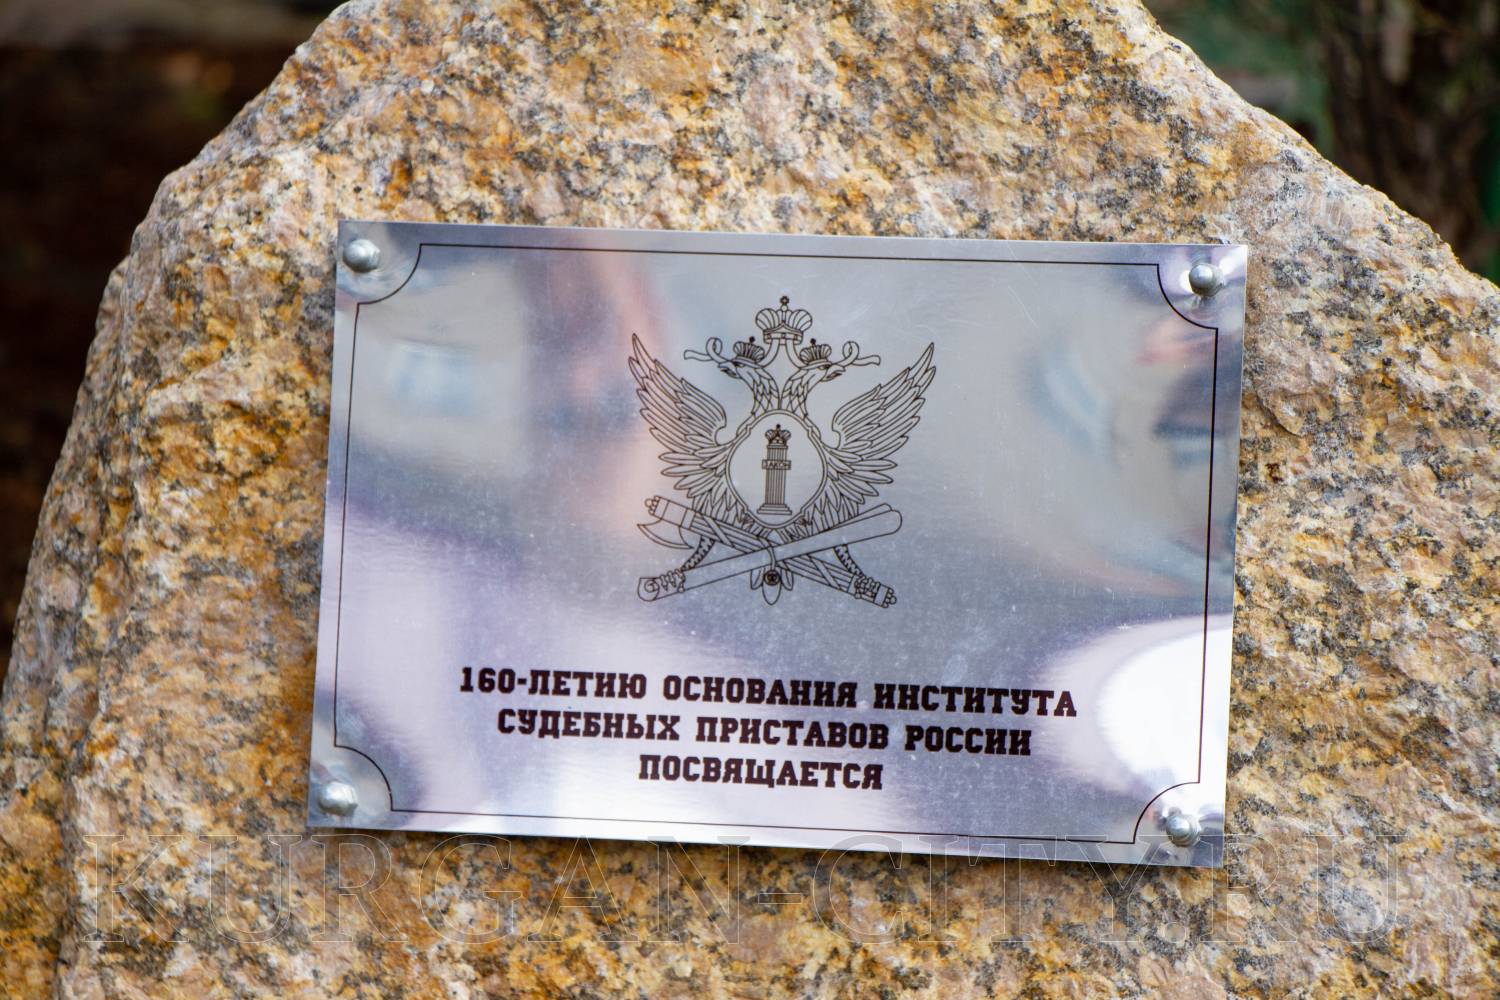 ЗАКОН
160-ЛЕТИЮ ОСНОВАНИЯ ИНСТИТУТА
СУДЕБНЫХ ПРИСТАВОВ РОССИИ
ПОСВЯЩАЕТСЯ
KURGAN-CITY.RU